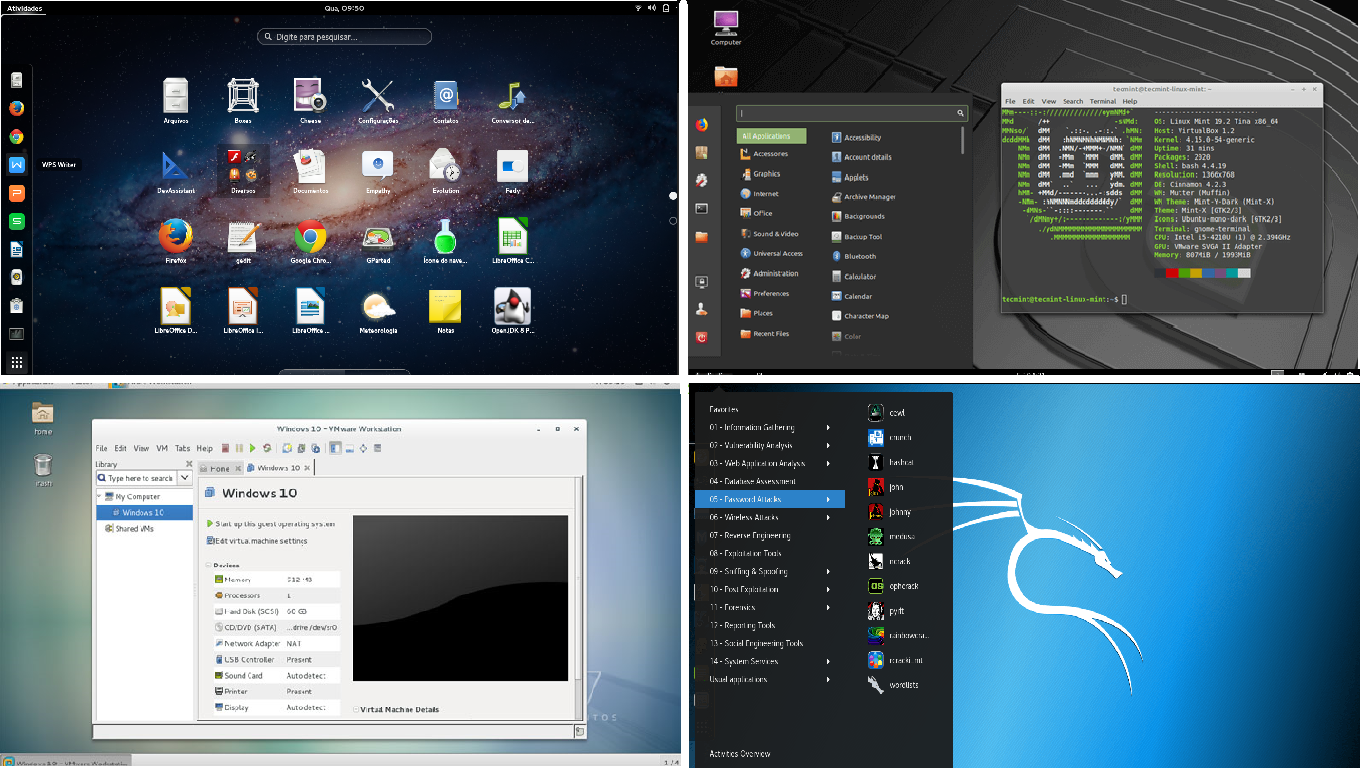 Atividades
Qua, 09:50
Digite para pesquisar...
WPS Writer
Arquivos
Boxes
Cheese
Configurações
Contatos
Conversor de...
DevAssistant
Diversos
Documentos
Empathy
Evolution
Fedy
Firefox
gedit
Google Chro...
GParted
Ícone do nave...
LibreOffice C...
LibreOffice D...
LibreOffice I...
LibreOffice ...
Meteorologia
Notas
OpenJDK 8 P...
Computer
All Applications
Accessories
Graphics
Internet
Office
Sound & Video
Universal Access
Administration
Preferences
Places
Recent Files
Accessibility
Account details
Applets
Archive Manager
Backgrounds
Backup Tool
Bluetooth
Calculator
Calendar
Character Map
Color
tecmint@tecmint-linux-mint: ~
File Edit View Search Terminal Help
OS: Linux Mint 19.2 Tina x86_64
Host: VirtualBox 1.2
Kernel: 4.15.0-54-generic
Uptime: 31 mins
Packages: 2320
Shell: bash 4.4.19
Resolution: 1366x768
DE: Cinnamon 4.2.3
WM: Mutter (Muffin)
WM Theme: Mint-Y-Dark (Mint-X)
Theme: Mint-X [GTK2/3]
Icons: Ubuntu-mono-dark [GTK2/3]
Terminal: gnome-terminal
CPU: Intel i5-4210U (1) @ 2.394GHz
GPU: VMware SVGA II Adapter
Memory: 807MiB / 1993MiB
tecmint@tecmint-linux-mint:~$
home
Trash
Windows 10 - VMware Workstation
File Edit View VM Tabs Help
Library
Type here to search
My Computer
Windows 10
Shared VMs
Home
Windows 10
Windows 10
Start up this guest operating system
Edit virtual machine settings
Devices
Memory
Processors 1
Hard Disk (SCSI) 60 GB
CD/DVD (SATA) ...drive /dev/sr0
Network Adapter NAT
USB Controller Present
Sound Card Auto detect
Printer Present
Display Auto detect
Virtual Machine Details
7
1 / 4
Favorites
01 - Information Gathering
02 - Vulnerability Analysis
03 - Web Application Analysis
04 - Database Assessment
05 - Password Attacks
06 - Wireless Attacks
07 - Reverse Engineering
08 - Exploitation Tools
09 - Sniffing & Spoofing
10 - Post Exploitation
11 - Forensics
12 - Reporting Tools
13 - Social Engineering Tools
14 - System Services
Usual applications
Activities Overview
cewl
crunch
hashcat
john
johnny
medusa
ncrack
ophcrack
pyrit
rainbowcra...
rcracki_mt
wordlists